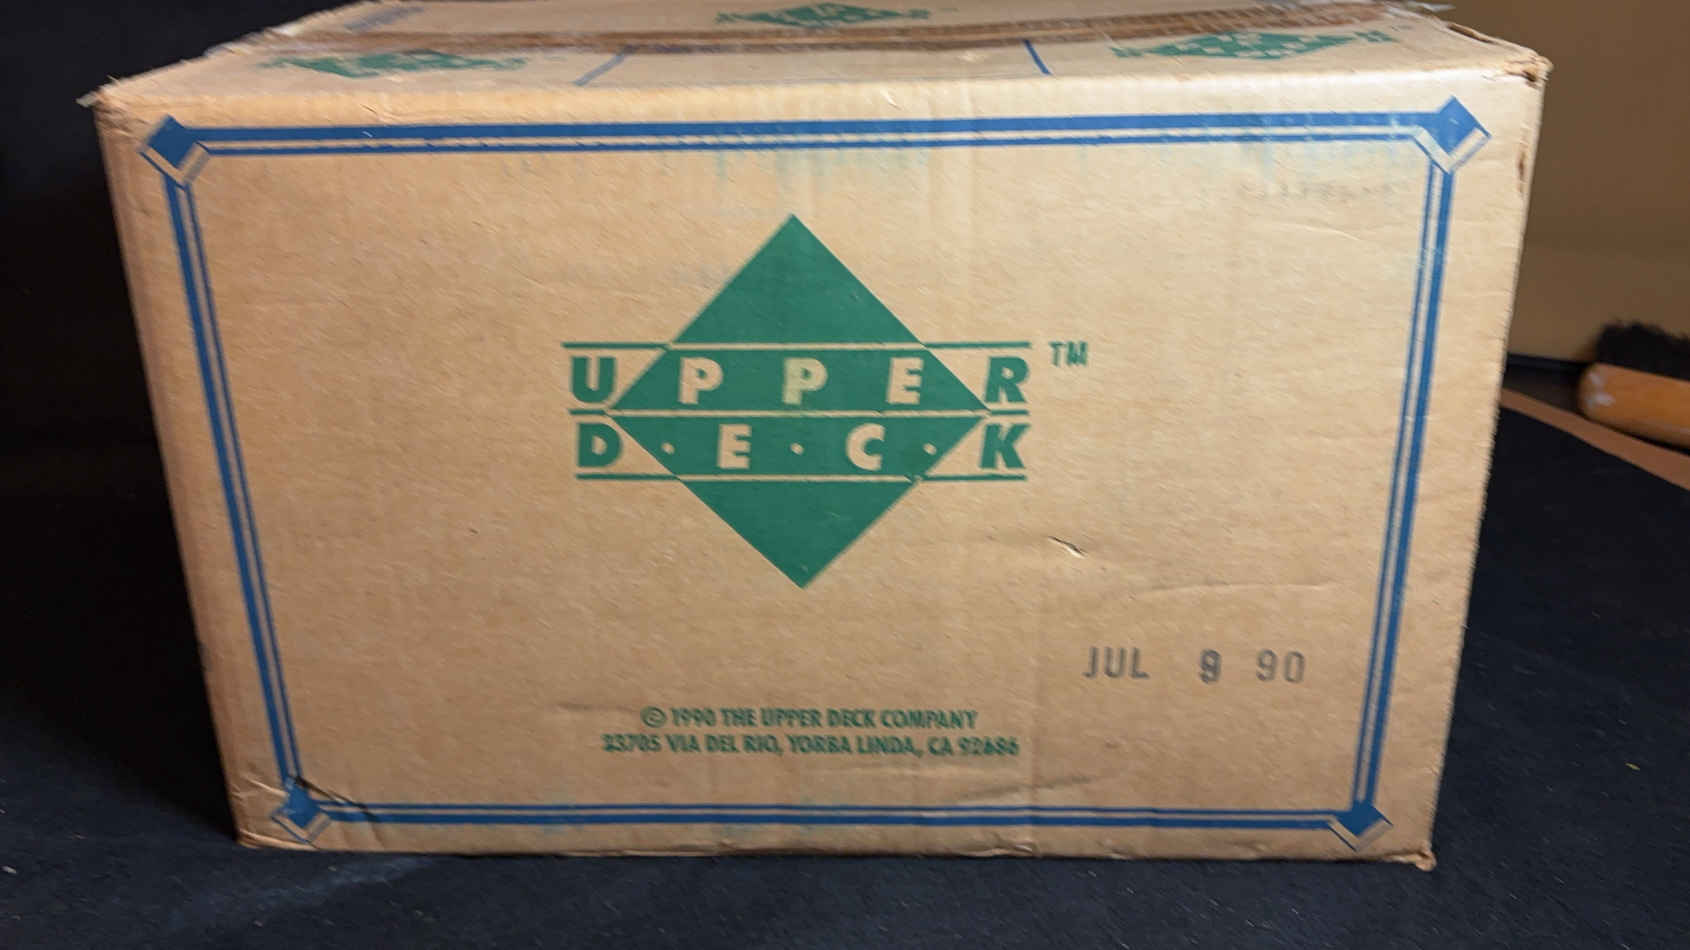 UPPER TM
D·E·C·K
JUL 9 90
© 1990 THE UPPER DECK COMPANY
23705 VIA DEL RIO, YORBA LINDA, CA 92686